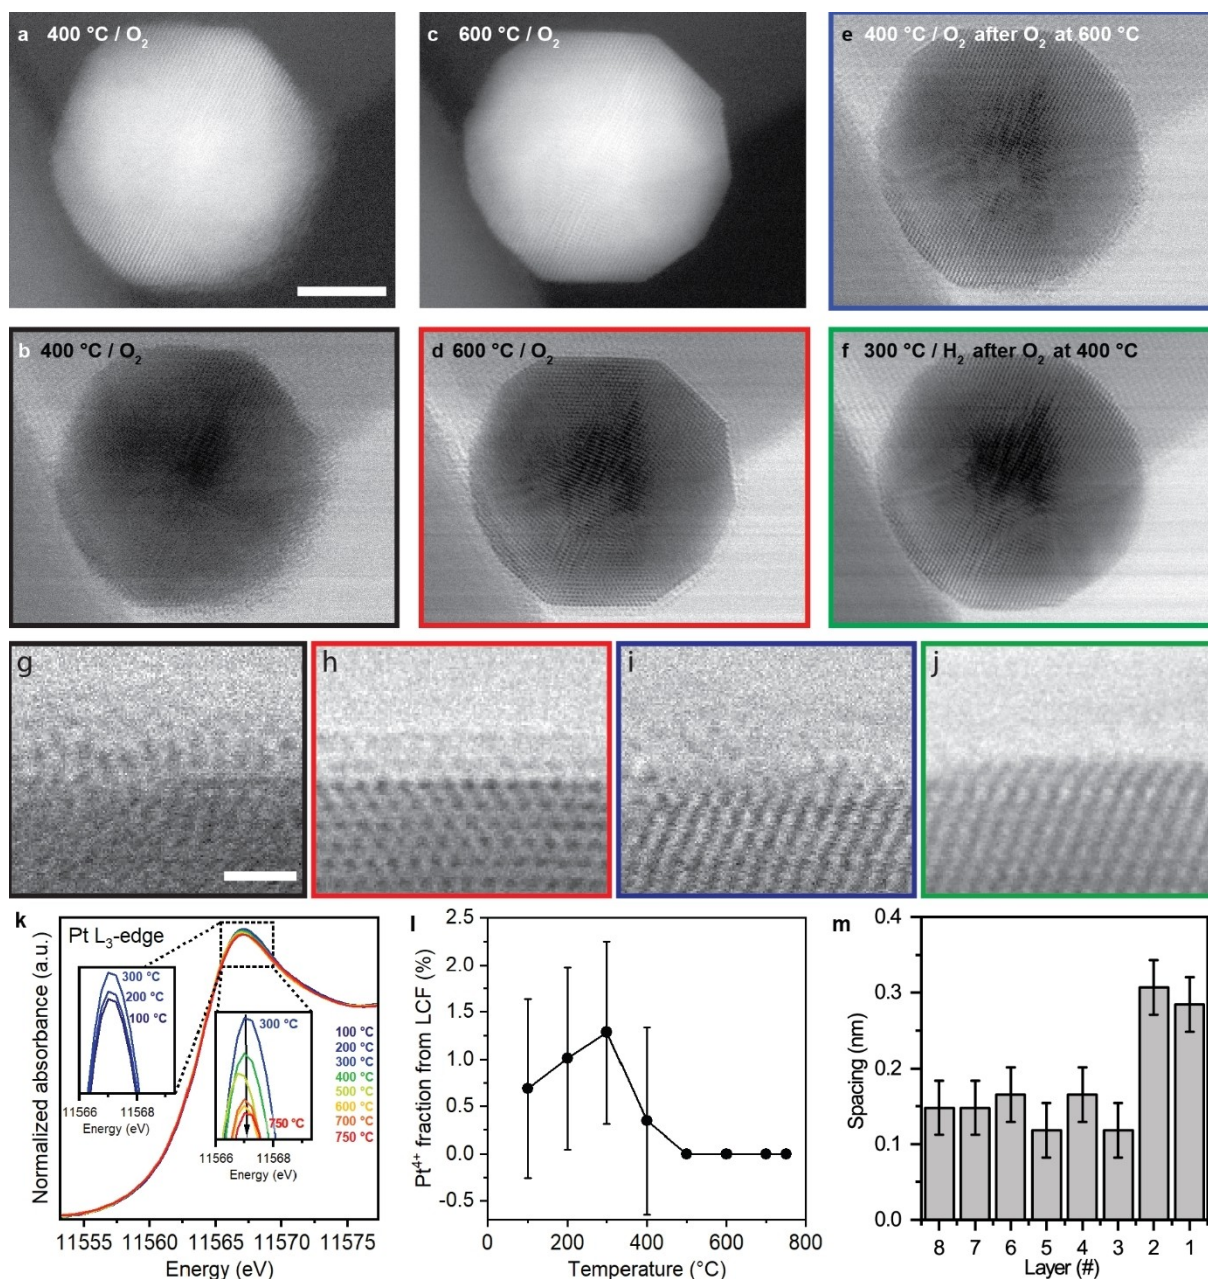 a 400 °C / O₂
c 600 °C / O₂
e 400 °C / O₂ after O₂ at 600 °C
b 400 °C / O₂
d 600 °C / O₂
f 300 °C / H₂ after O₂ at 400 °C
g
h
i
j
k
Pt L₃-edge
Normalized absorbance (a.u.)
300 °C
200 °C
100 °C
11566 11568
Energy (eV)
300 °C
750 °C
11566 11568
Energy (eV)
100 °C
200 °C
300 °C
400 °C
500 °C
600 °C
700 °C
750 °C
11555 11560 11565 11570 11575
Energy (eV)
l
Pt⁴⁺ fraction from LCF (%)
2.5
2.0
1.5
1.0
0.5
0.0
-0.5
0 200 400 600 800
Temperature (°C)
m
Spacing (nm)
0.4
0.3
0.2
0.1
0.0
8 7 6 5 4 3 2 1
Layer (#)